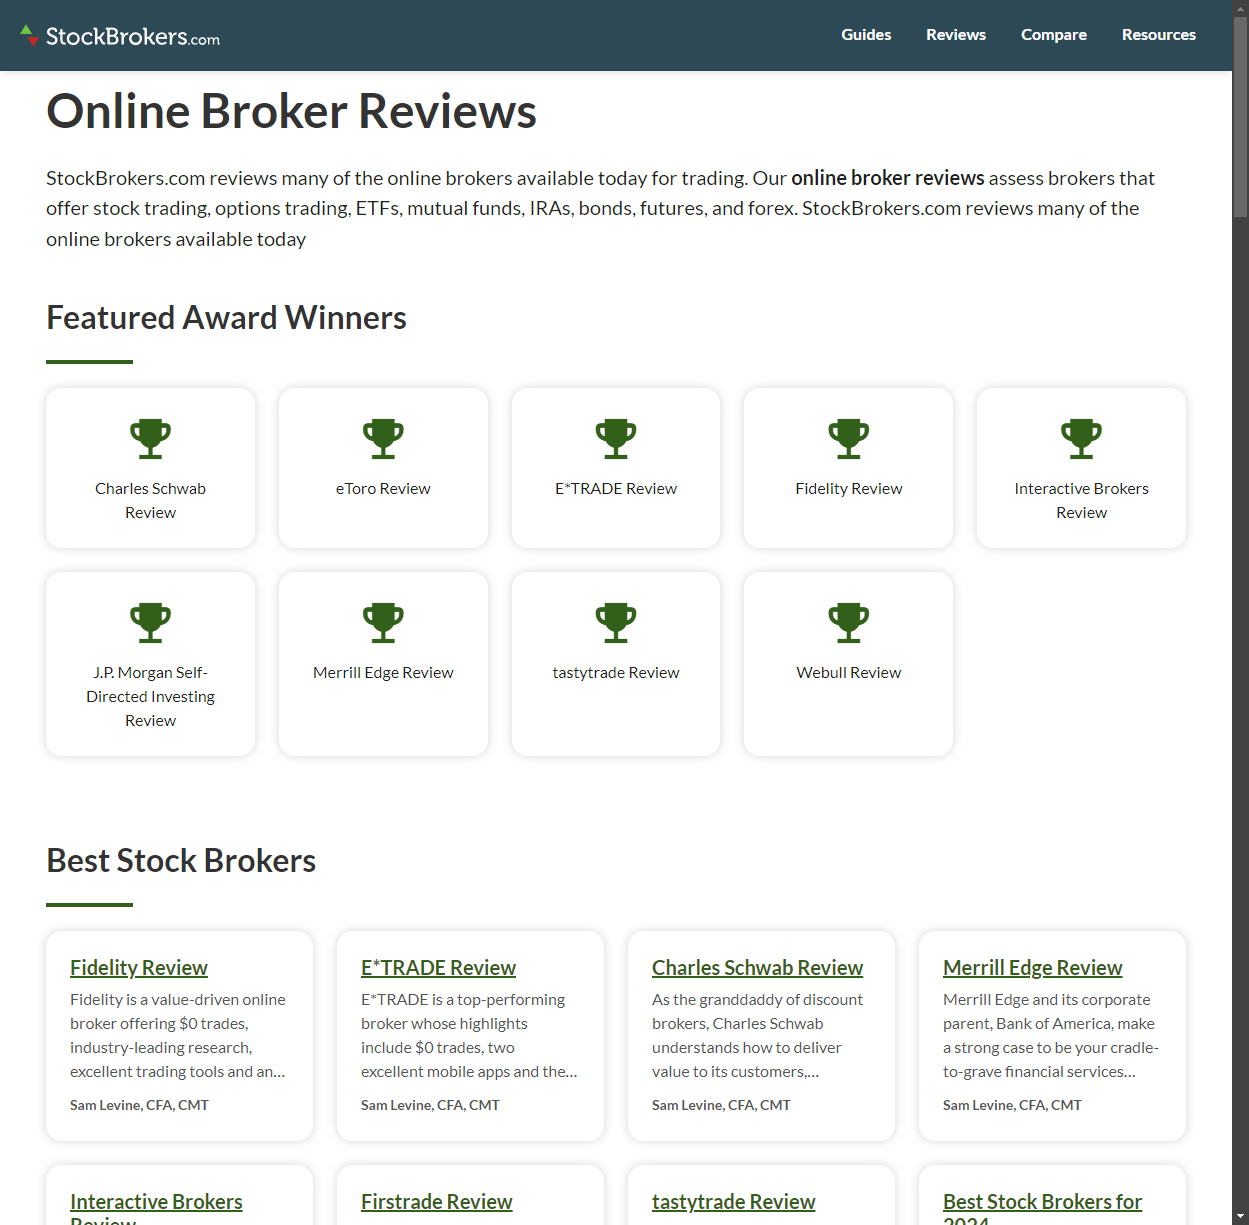 StockBrokers.com
Guides
Reviews
Compare
Resources
Online Broker Reviews
StockBrokers.com reviews many of the online brokers available today for trading. Our online broker reviews assess brokers that
offer stock trading, options trading, ETFs, mutual funds, IRAs, bonds, futures, and forex. StockBrokers.com reviews many of the
online brokers available today
Featured Award Winners
Charles Schwab
Review
eToro Review
E*TRADE Review
Fidelity Review
Interactive Brokers
Review
J.P. Morgan Self-
Directed Investing
Review
Merrill Edge Review
tastytrade Review
Webull Review
Best Stock Brokers
Fidelity Review
Fidelity is a value-driven online
broker offering $0 trades,
industry-leading research,
excellent trading tools and an...
Sam Levine, CFA, CMT
E*TRADE Review
E*TRADE is a top-performing
broker whose highlights
include $0 trades, two
excellent mobile apps and the...
Sam Levine, CFA, CMT
Charles Schwab Review
As the granddaddy of discount
brokers, Charles Schwab
understands how to deliver
value to its customers,...
Sam Levine, CFA, CMT
Merrill Edge Review
Merrill Edge and its corporate
parent, Bank of America, make
a strong case to be your cradle-
to-grave financial services...
Sam Levine, CFA, CMT
Interactive Brokers
Review
Firstrade Review
tastytrade Review
Best Stock Brokers for
2024